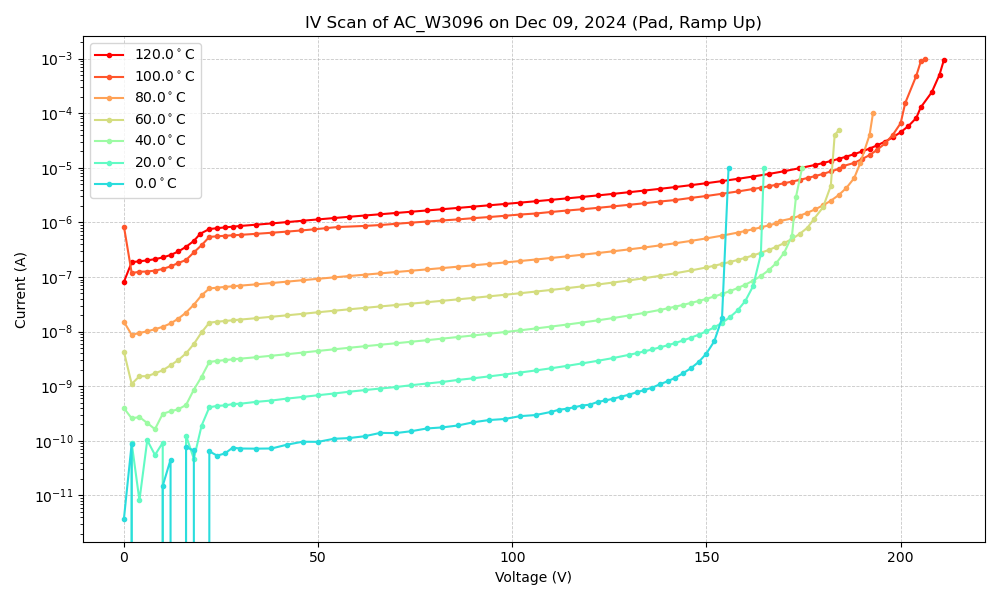 IV Scan of AC_W3096 on Dec 09, 2024 (Pad, Ramp Up)
120.0°C
100.0°C
80.0°C
60.0°C
40.0°C
20.0°C
0.0°C
Current (A)
10⁻³
10⁻⁴
10⁻⁵
10⁻⁶
10⁻⁷
10⁻⁸
10⁻⁹
10⁻¹⁰
10⁻¹¹
0 50 100 150 200
Voltage (V)